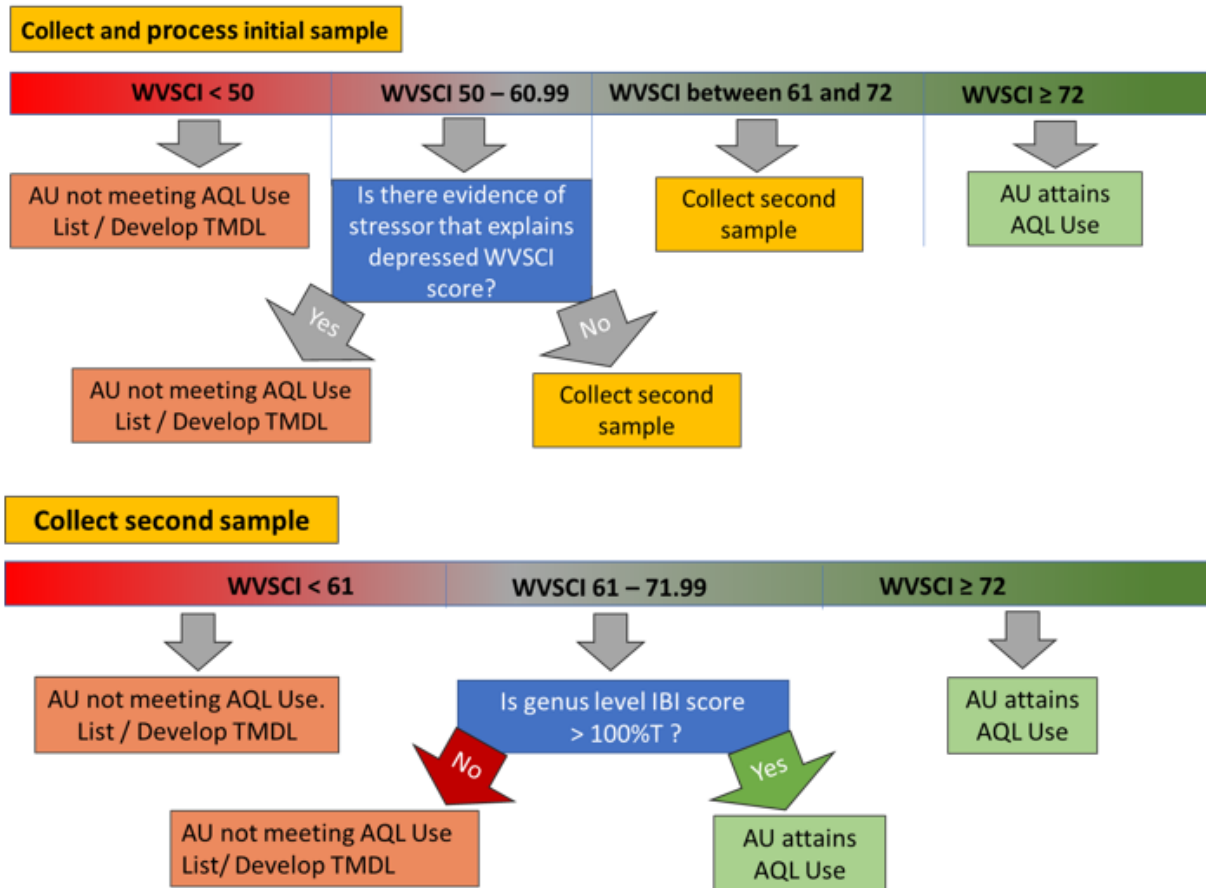 Collect and process initial sample
WVSCI < 50
WVSCI 50 – 60.99
WVSCI between 61 and 72
WVSCI ≥ 72
AU not meeting AQL Use
List / Develop TMDL
Is there evidence of
stressor that explains
depressed WVSCI
score?
Collect second
sample
AU attains
AQL Use
Yes
No
AU not meeting AQL Use
List / Develop TMDL
Collect second
sample
Collect second sample
WVSCI < 61
WVSCI 61 – 71.99
WVSCI ≥ 72
AU not meeting AQL Use.
List / Develop TMDL
Is genus level IBI score
> 100%T ?
AU attains
AQL Use
No
Yes
AU not meeting AQL Use
List/ Develop TMDL
AU attains
AQL Use